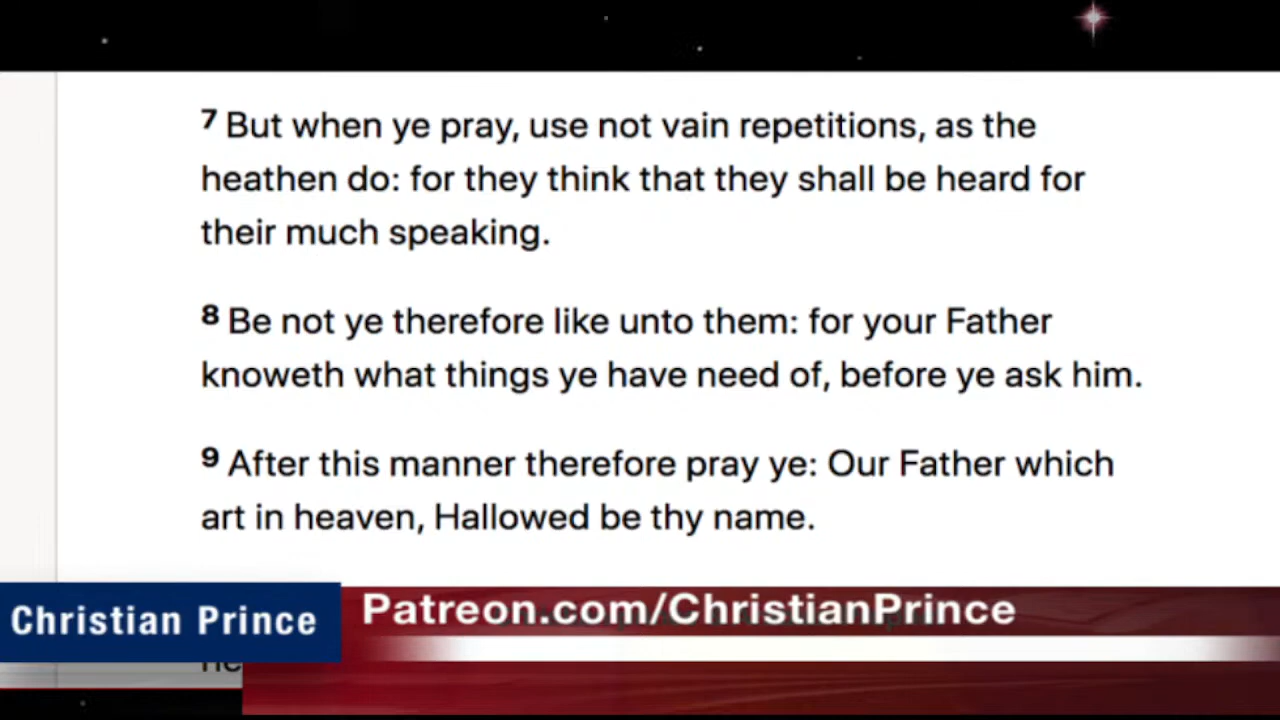 7 But when ye pray, use not vain repetitions, as the
heathen do: for they think that they shall be heard for
their much speaking.
8 Be not ye therefore like unto them: for your Father
knoweth what things ye have need of, before ye ask him.
9 After this manner therefore pray ye: Our Father which
art in heaven, Hallowed be thy name.
Christian Prince
Patreon.com/ChristianPrince